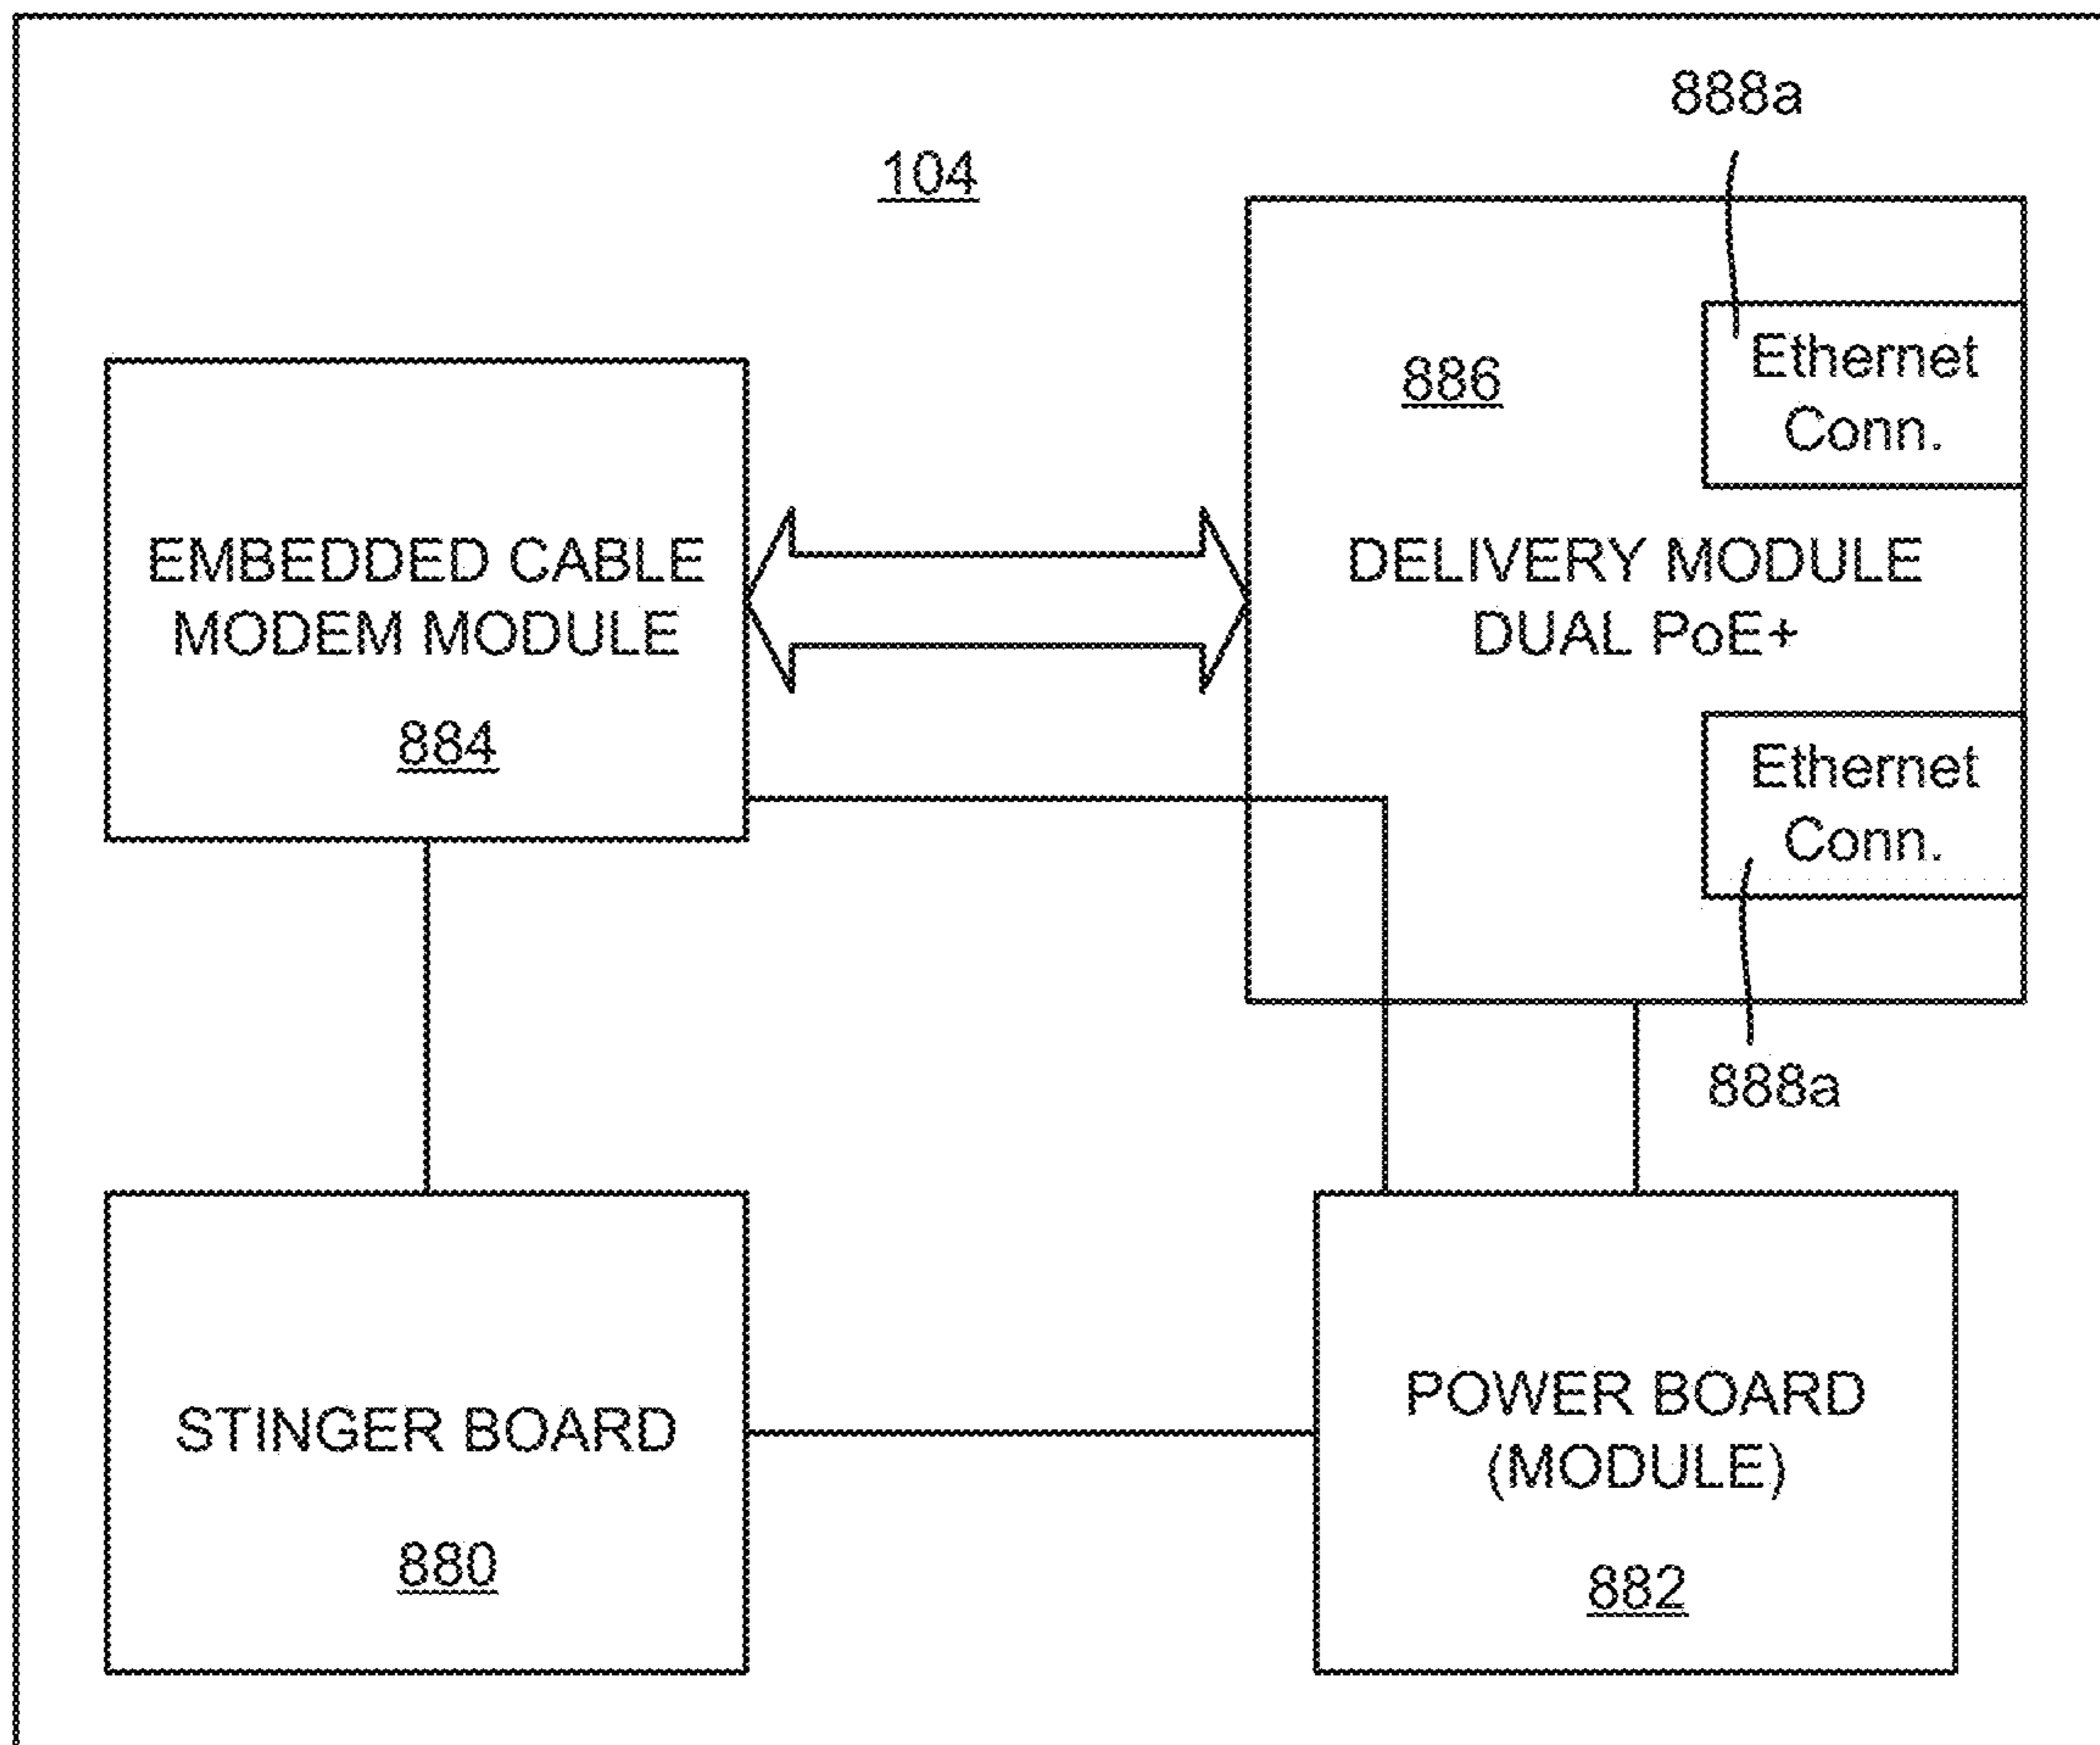 888a
104
Ethernet
Conn.
886
EMBEDDED CABLE
MODEM MODULE
884
DELIVERY MODULE
DUAL PoE+
Ethernet
Conn.
888a
STINGER BOARD
880
POWER BOARD
(MODULE)
882